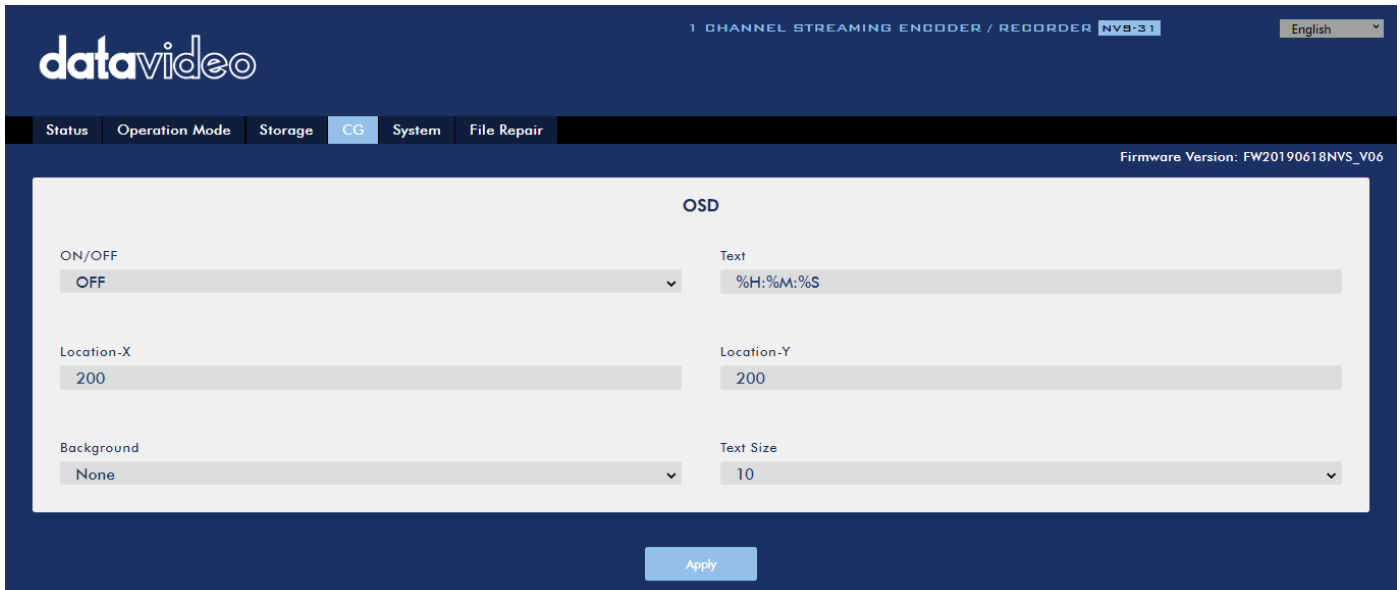 1 CHANNEL STREAMING ENCODER / RECORDER NVS-31
English
datavideo
Status Operation Mode Storage CG System File Repair
Firmware Version: FW20190618NVS_V06
OSD
ON/OFF Text
OFF %H:%M:%S
Location-X Location-Y
200 200
Background Text Size
None 10
Apply